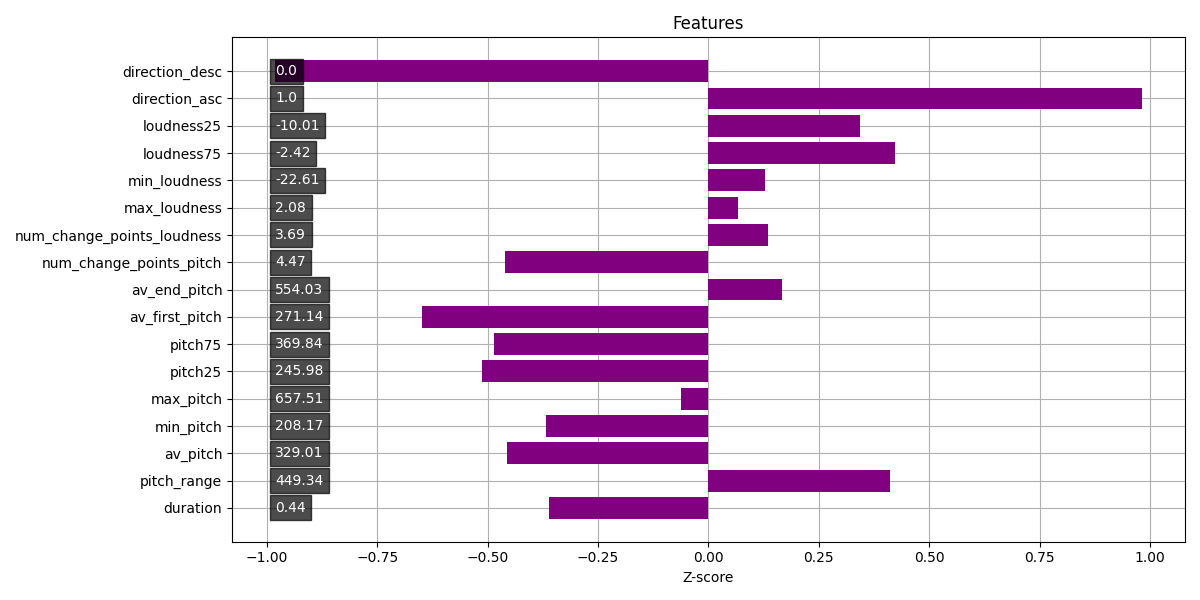 Features
direction_desc 0.0
direction_asc 1.0
loudness25 -10.01
loudness75 -2.42
min_loudness -22.61
max_loudness 2.08
num_change_points_loudness 3.69
num_change_points_pitch 4.47
av_end_pitch 554.03
av_first_pitch 271.14
pitch75 369.84
pitch25 245.98
max_pitch 657.51
min_pitch 208.17
av_pitch 329.01
pitch_range 449.34
duration 0.44
−1.00 −0.75 −0.50 −0.25 0.00 0.25 0.50 0.75 1.00
Z-score